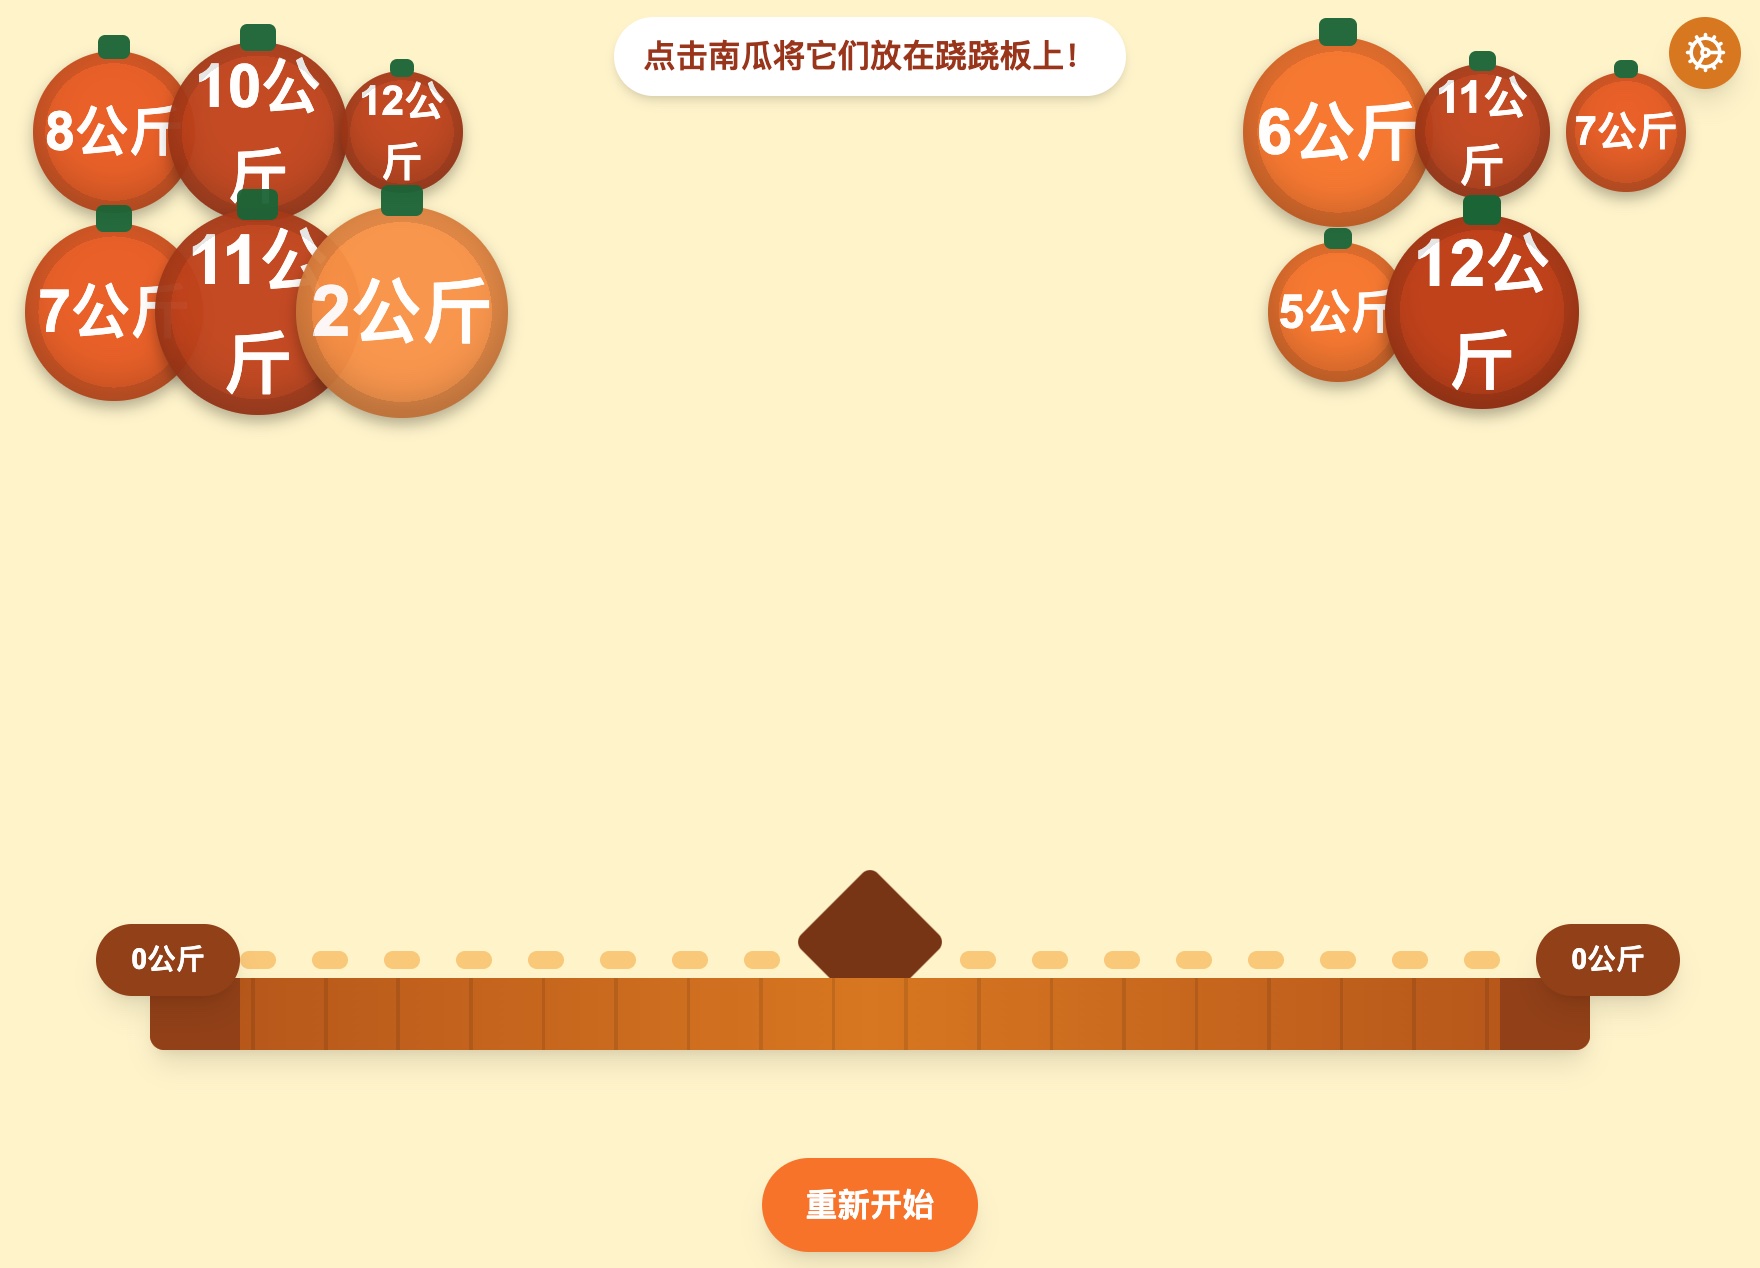 点击南瓜将它们放在跷跷板上！
8公斤
10公
斤
12公
斤
7公斤
11公
斤
2公斤
6公斤
11公
斤
7公斤
5公斤
12公
斤
0公斤
0公斤
重新开始